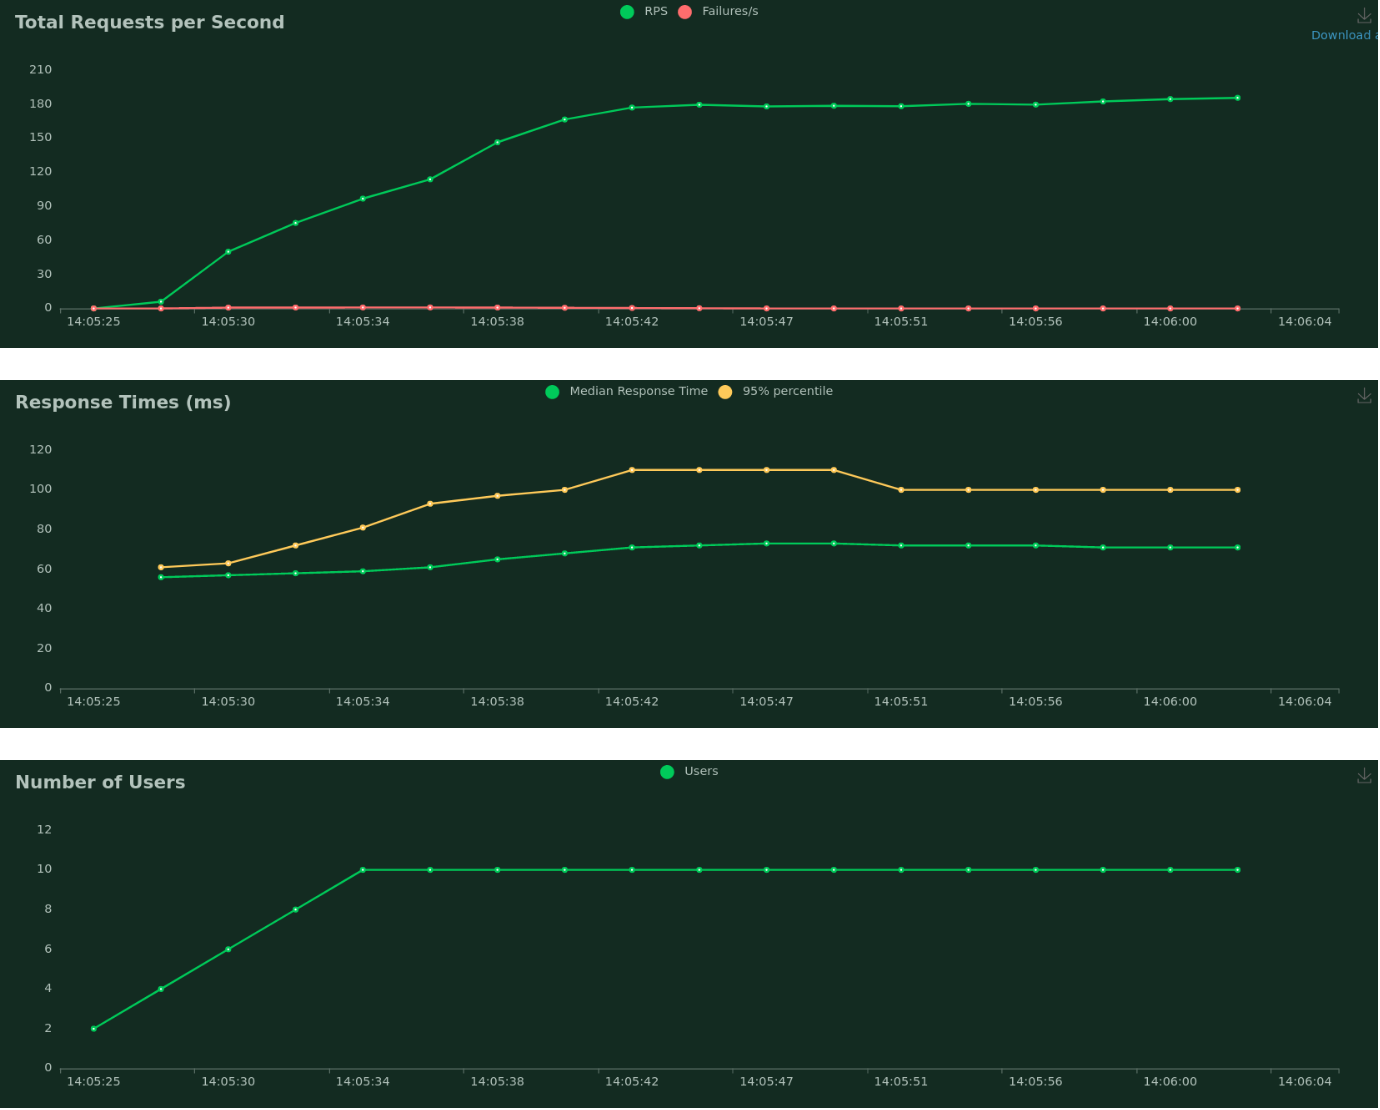 Total Requests per Second
RPS Failures/s
Download a
210
180
150
120
90
60
30
0
14:05:25 14:05:30 14:05:34 14:05:38 14:05:42 14:05:47 14:05:51 14:05:56 14:06:00 14:06:04
Response Times (ms)
Median Response Time 95% percentile
120
100
80
60
40
20
0
14:05:25 14:05:30 14:05:34 14:05:38 14:05:42 14:05:47 14:05:51 14:05:56 14:06:00 14:06:04
Number of Users
Users
12
10
8
6
4
2
0
14:05:25 14:05:30 14:05:34 14:05:38 14:05:42 14:05:47 14:05:51 14:05:56 14:06:00 14:06:04